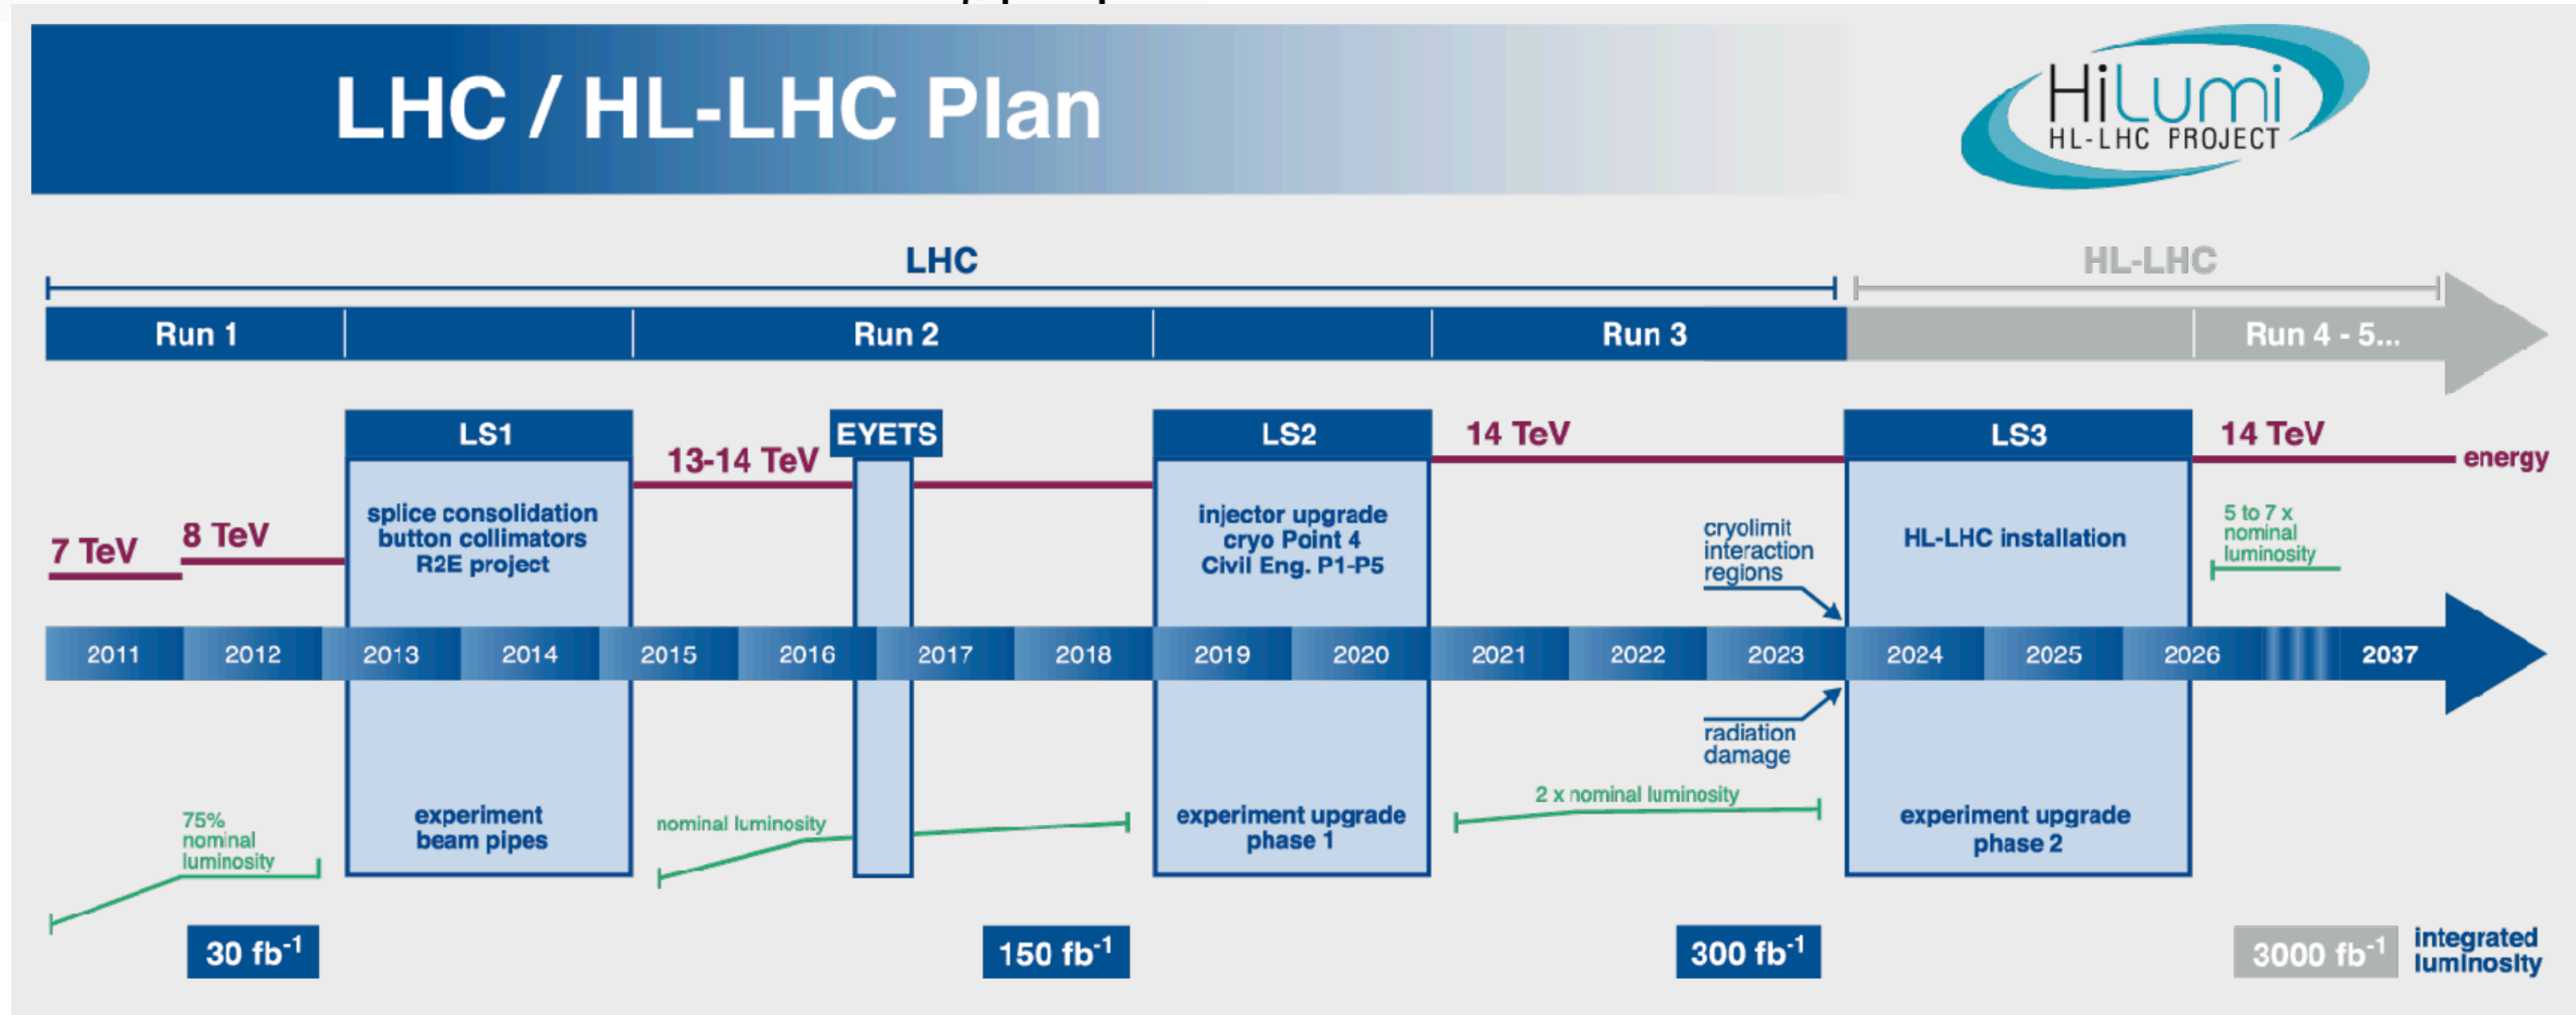 LHC / HL-LHC Plan
HiLumi
HL-LHC PROJECT
LHC
HL-LHC
Run 1
Run 2
Run 3
Run 4 - 5...
LS1
EYETS
LS2
14 TeV
LS3
14 TeV
energy
13-14 TeV
7 TeV
8 TeV
splice consolidation
button collimators
R2E project
injector upgrade
cryo Point 4
Civil Eng. P1-P5
cryolimit
interaction
regions
HL-LHC installation
5 to 7 x
nominal
luminosity
2011 2012 2013 2014 2015 2016 2017 2018 2019 2020 2021 2022 2023 2024 2025 2026 2037
radiation
damage
75%
nominal
luminosity
experiment
beam pipes
nominal luminosity
experiment upgrade
phase 1
2 x nominal luminosity
experiment upgrade
phase 2
30 fb-1
150 fb-1
300 fb-1
3000 fb-1
integrated
luminosity